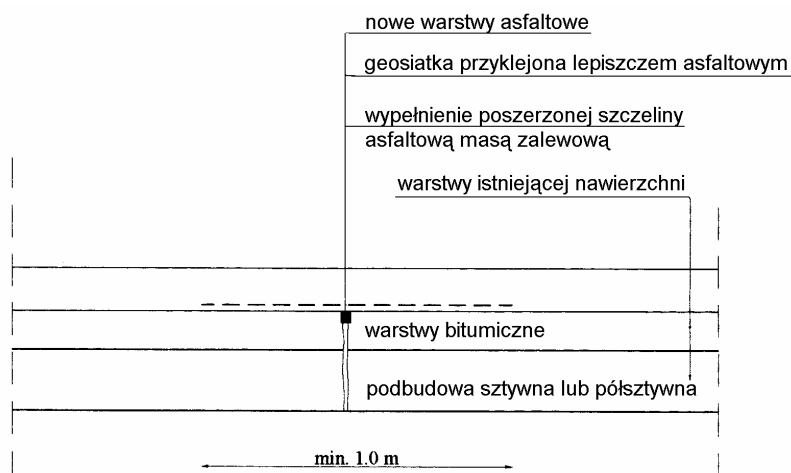 nowe warstwy asfaltowe
geosiatka przyklejona lepiszczem asfaltowym
wypełnienie poszerzonej szczeliny
asfaltową masą zalewową
warstwy istniejącej nawierzchni
warstwy bitumiczne
podbudowa sztywna lub półsztywna
min. 1.0 m